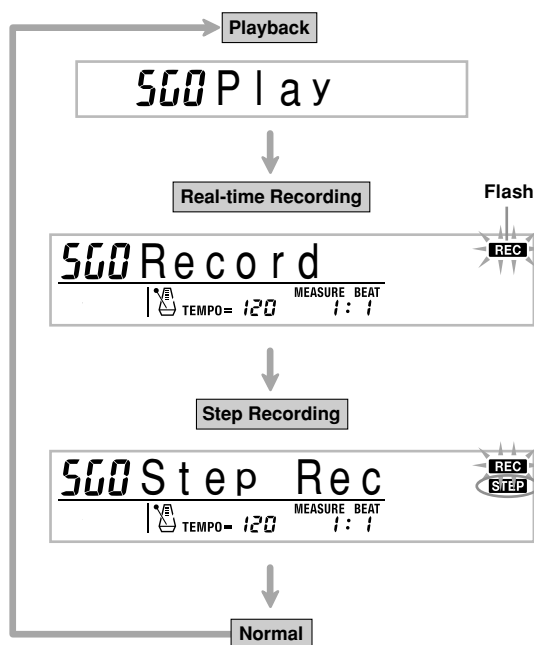 Playback
SG0 Play
Real-time Recording
Flash
SG0 Record
REC
TEMPO= 120
MEASURE BEAT
1: 1
Step Recording
SG0 Step Rec
REC
STEP
TEMPO= 120
MEASURE BEAT
1: 1
Normal